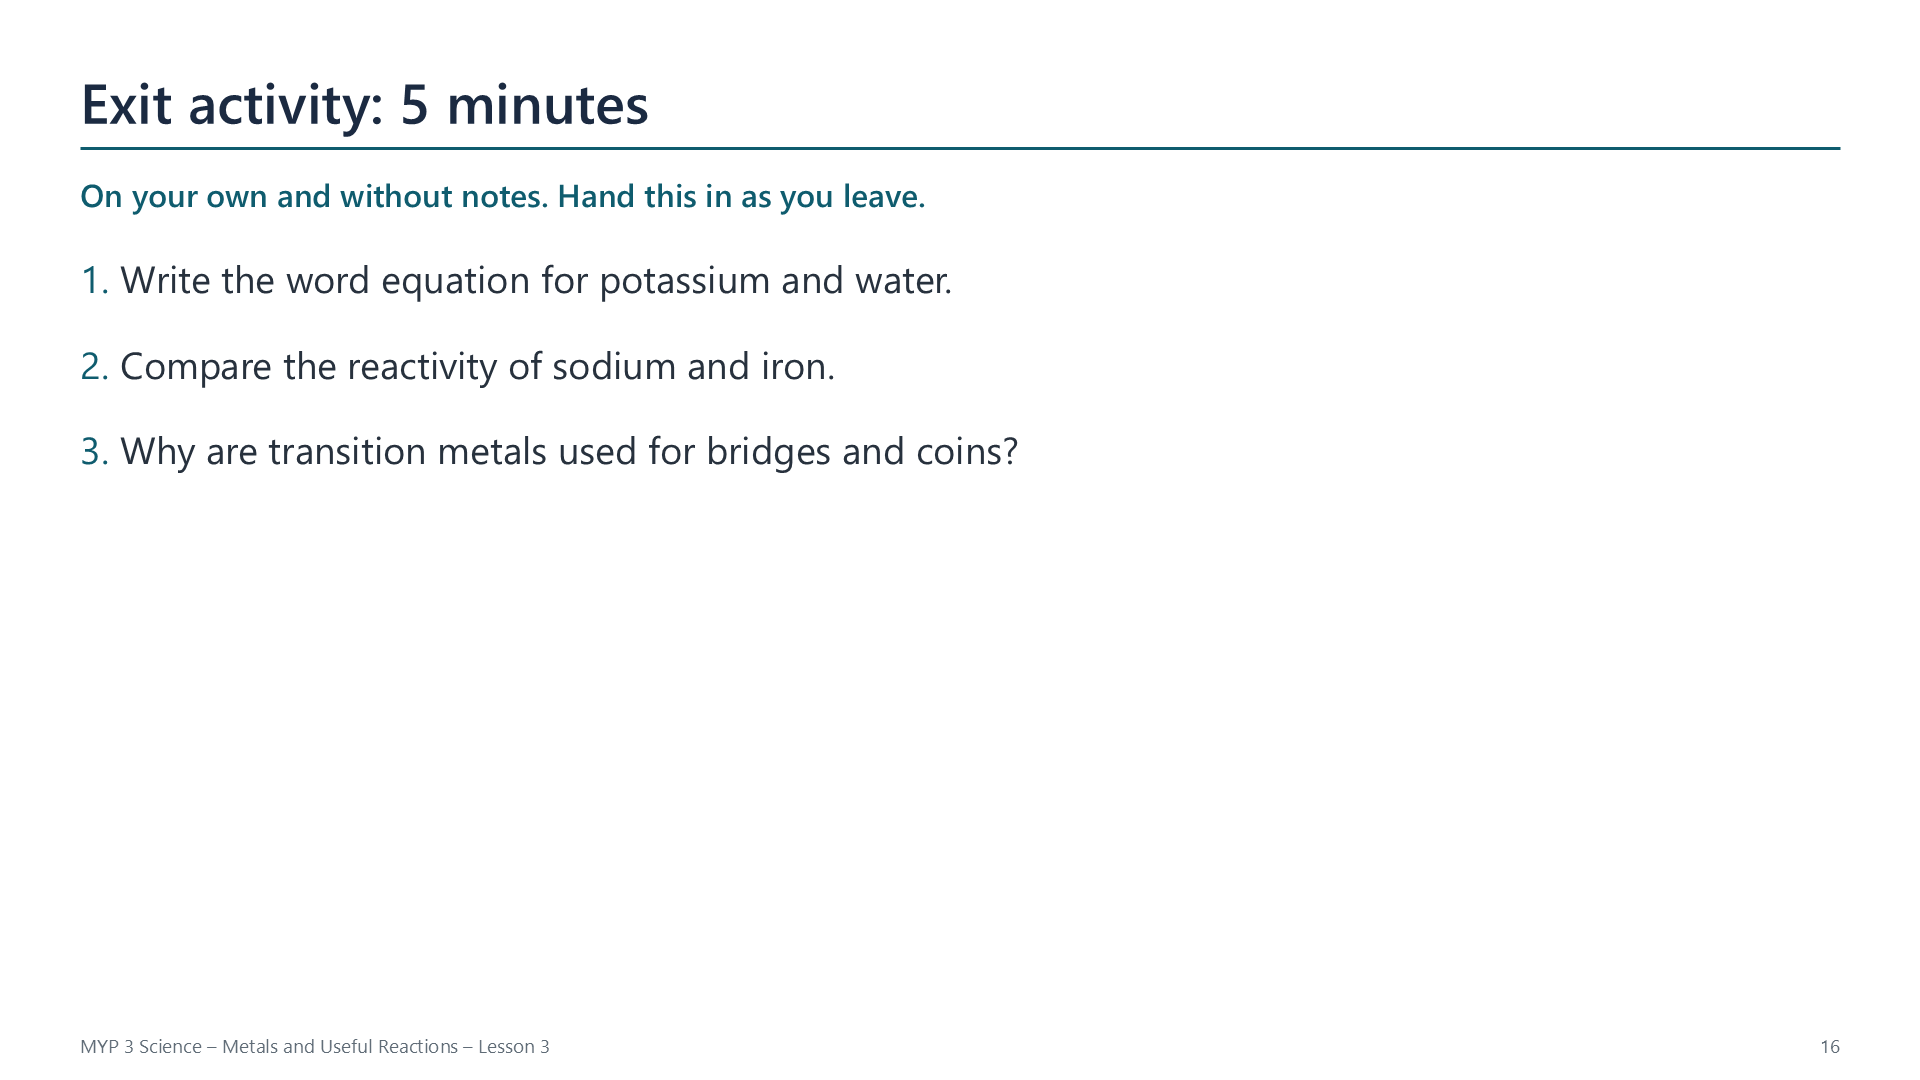 Exit activity: 5 minutes
On your own and without notes. Hand this in as you leave.
1. Write the word equation for potassium and water.
2. Compare the reactivity of sodium and iron.
3. Why are transition metals used for bridges and coins?
MYP 3 Science – Metals and Useful Reactions – Lesson 3
16